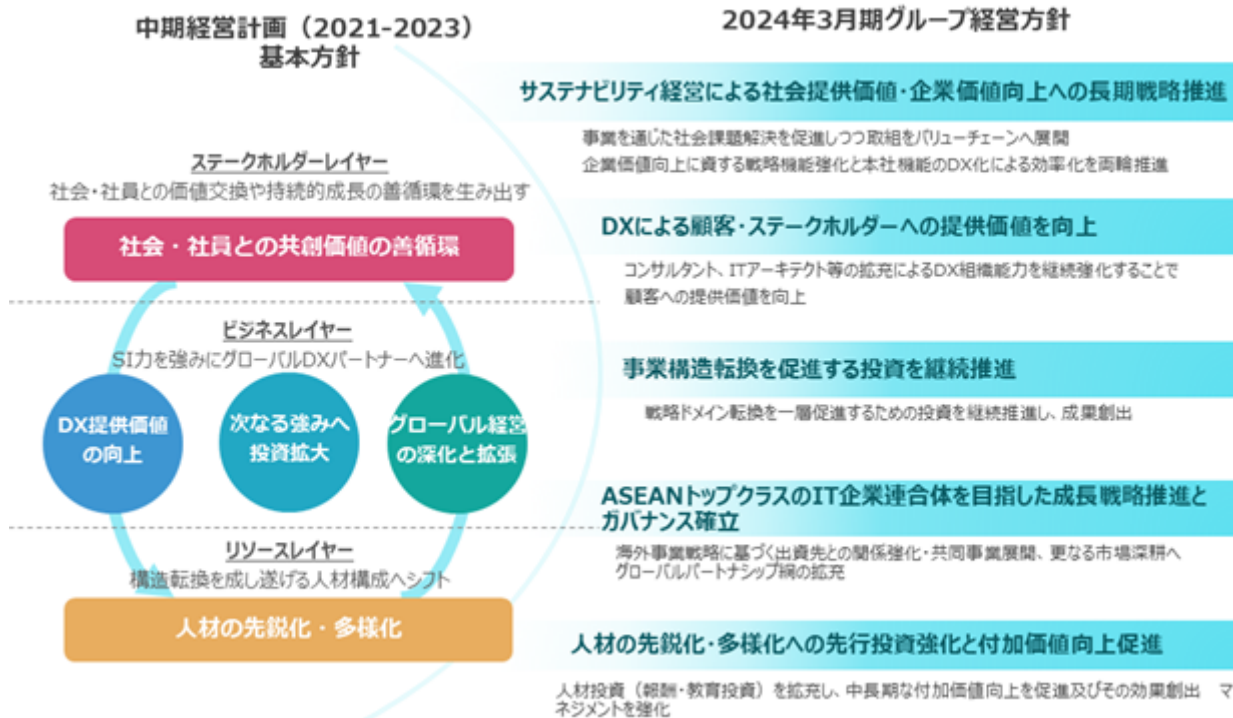 中期経営計画（2021-2023）
基本方針
ステークホルダーレイヤー
社会・社員との価値交換や持続的成長の善循環を生み出す
社会・社員との共創価値の善循環
ビジネスレイヤー
SI力を強みにグローバルDXパートナーへ進化
DX提供価値
の向上
次なる強みへ
投資拡大
グローバル経営
の深化と拡張
リソースレイヤー
構造転換を成し遂げる人材構成へシフト
人材の先鋭化・多様化
2024年3月期グループ経営方針
サステナビリティ経営による社会提供価値・企業価値向上への長期戦略推進
事業を通じた社会課題解決を促進しつつ取組をバリューチェーンへ展開
企業価値向上に資する戦略機能強化と本社機能のDX化による効率化を両輪推進
DXによる顧客・ステークホルダーへの提供価値を向上
コンサルタント、ITアーキテクト等の拡充によるDX組織能力を継続強化することで
顧客への提供価値を向上
事業構造転換を促進する投資を継続推進
戦略ドメイン転換を一層促進するための投資を継続推進し、成果創出
ASEANトップクラスのIT企業連合体を目指した成長戦略推進と
ガバナンス確立
海外事業戦略に基づく出資先との関係強化・共同事業展開、更なる市場深耕へ
グローバルパートナシップ網の拡充
人材の先鋭化・多様化への先行投資強化と付加価値向上促進
人材投資（報酬・教育投資）を拡充し、中長期な付加価値向上を促進及びその効果創出　マ
ネジメントを強化